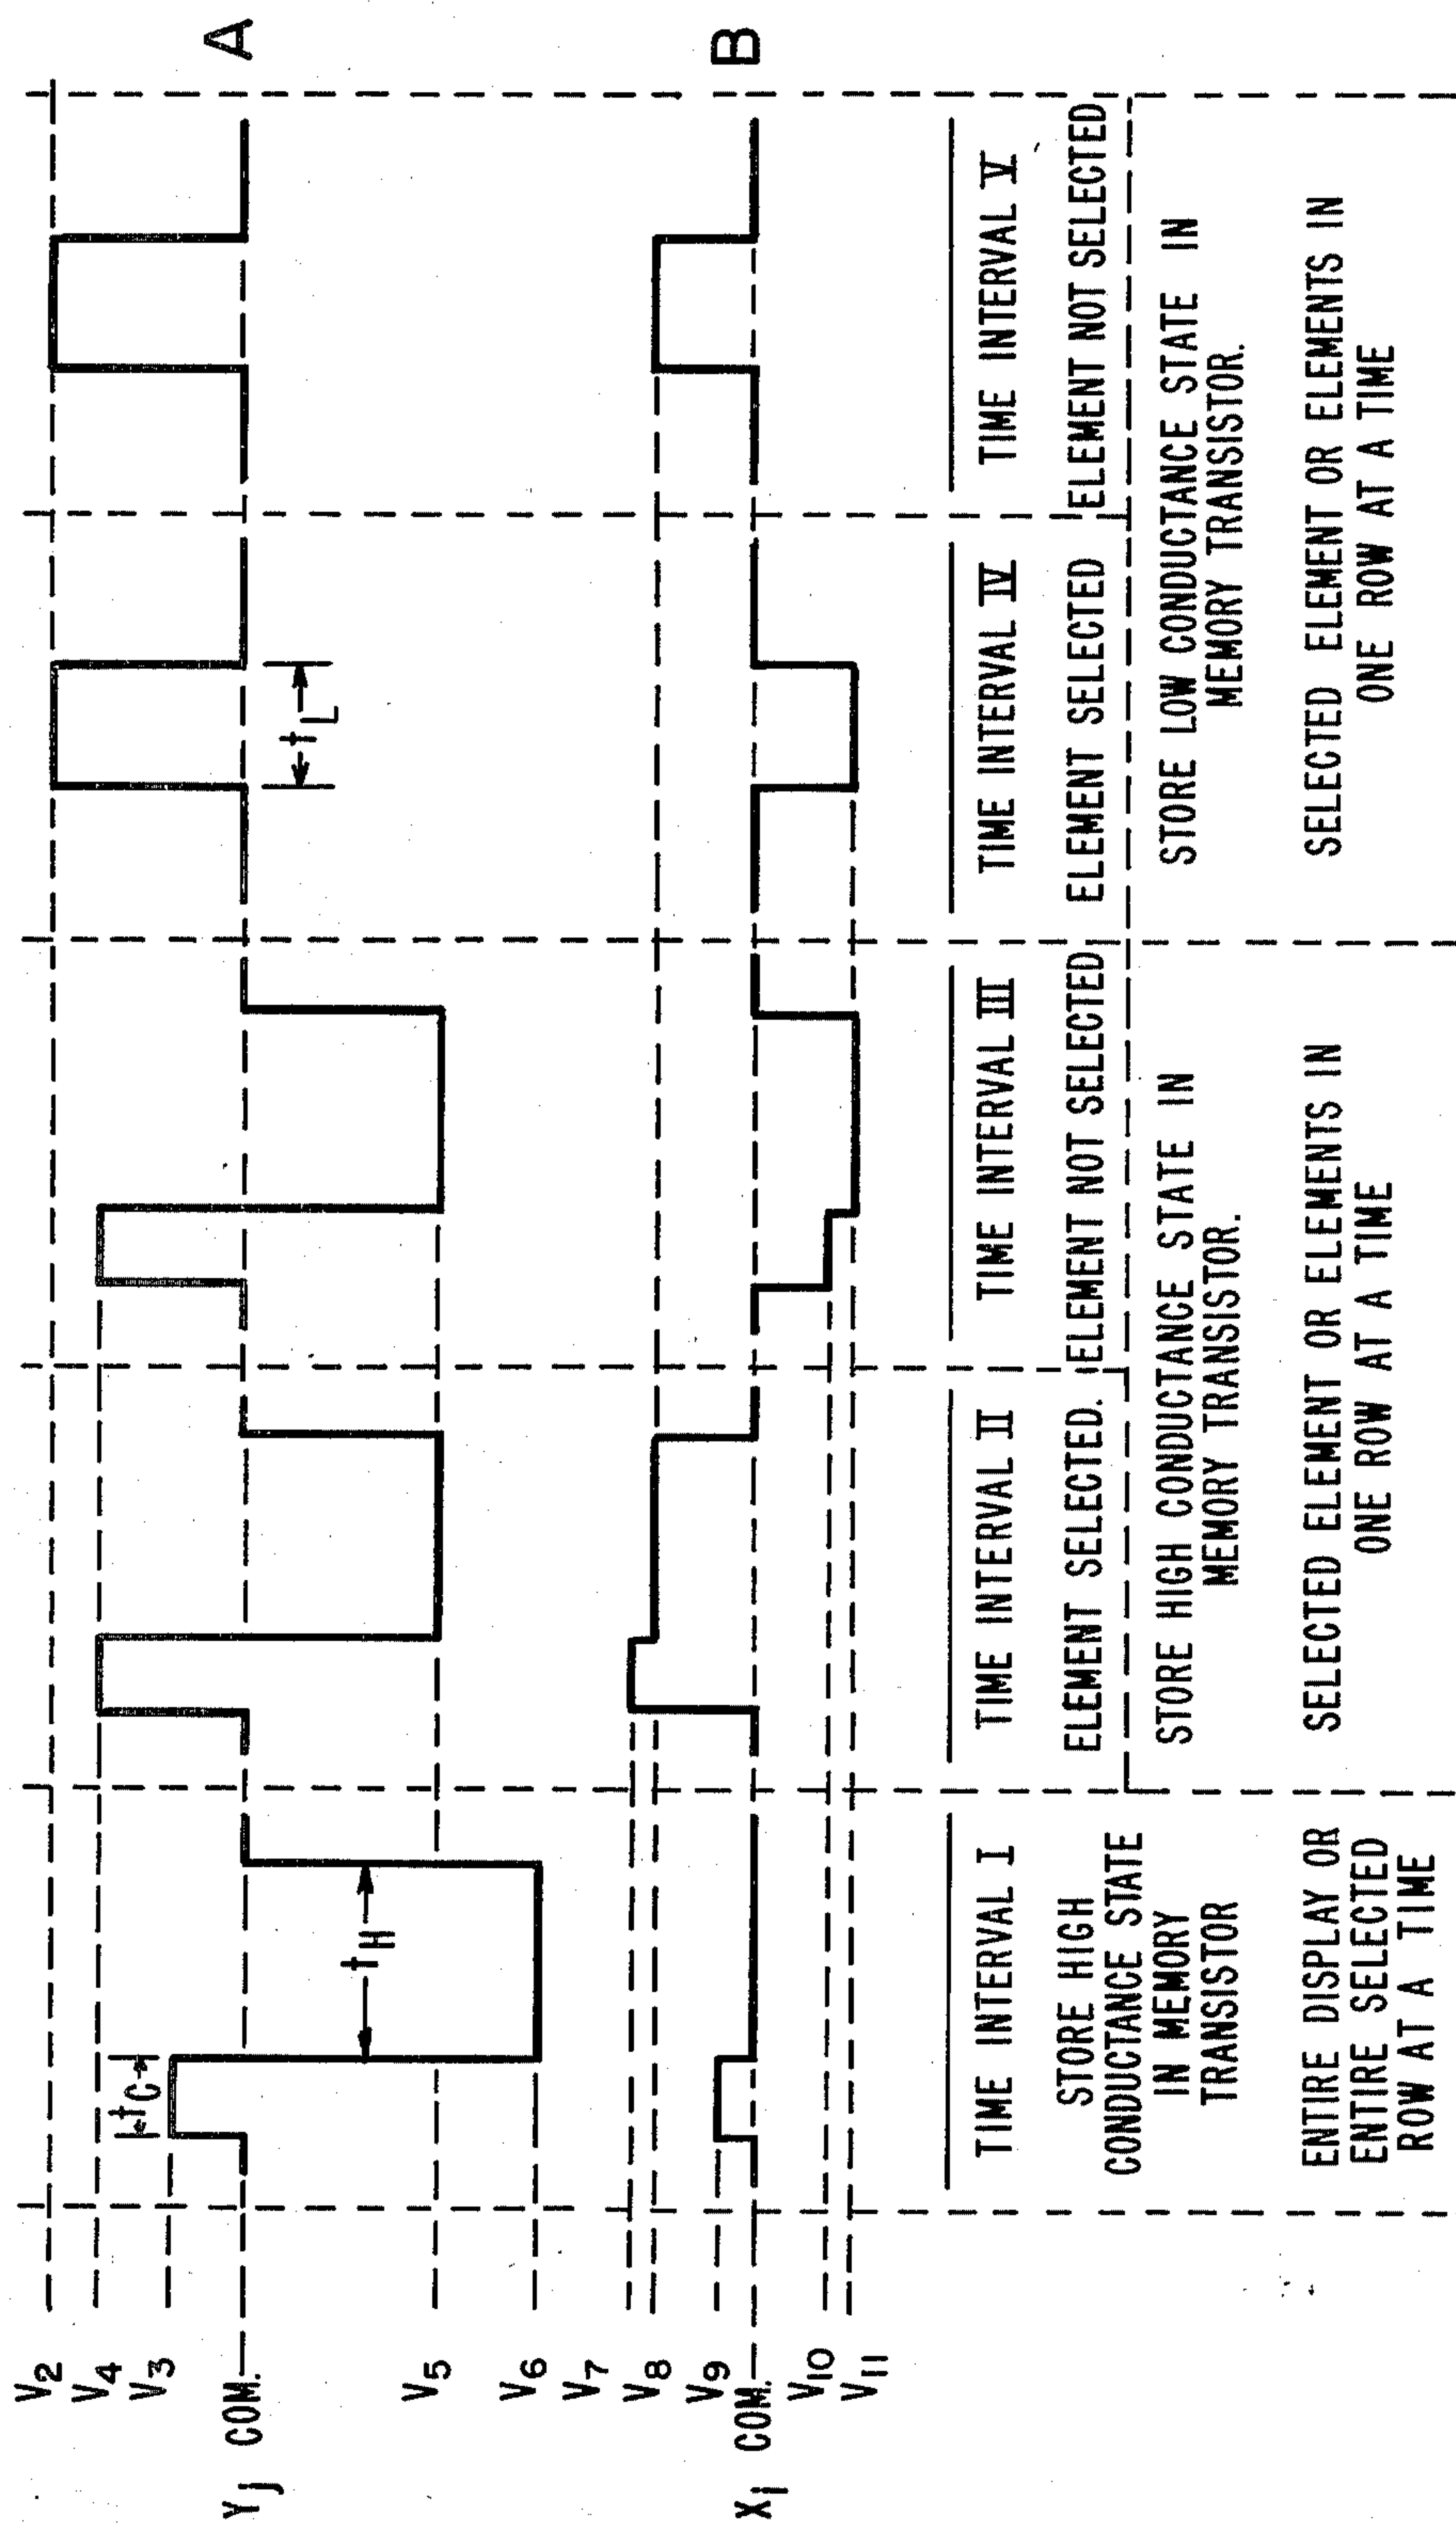 V2
V4
V3
Yj COM.
V5
V6
V7
V8
V9
Xi COM.
V10
V11
tC
tH
tL
A
B
TIME INTERVAL I
STORE HIGH
CONDUCTANCE STATE
IN MEMORY
TRANSISTOR
ENTIRE DISPLAY OR
ENTIRE SELECTED
ROW AT A TIME
TIME INTERVAL II
ELEMENT SELECTED.
TIME INTERVAL III
ELEMENT NOT SELECTED
STORE HIGH CONDUCTANCE STATE IN
MEMORY TRANSISTOR.
SELECTED ELEMENT OR ELEMENTS IN
ONE ROW AT A TIME
TIME INTERVAL IV
ELEMENT SELECTED
TIME INTERVAL V
ELEMENT NOT SELECTED
STORE LOW CONDUCTANCE STATE IN
MEMORY TRANSISTOR.
SELECTED ELEMENT OR ELEMENTS IN
ONE ROW AT A TIME